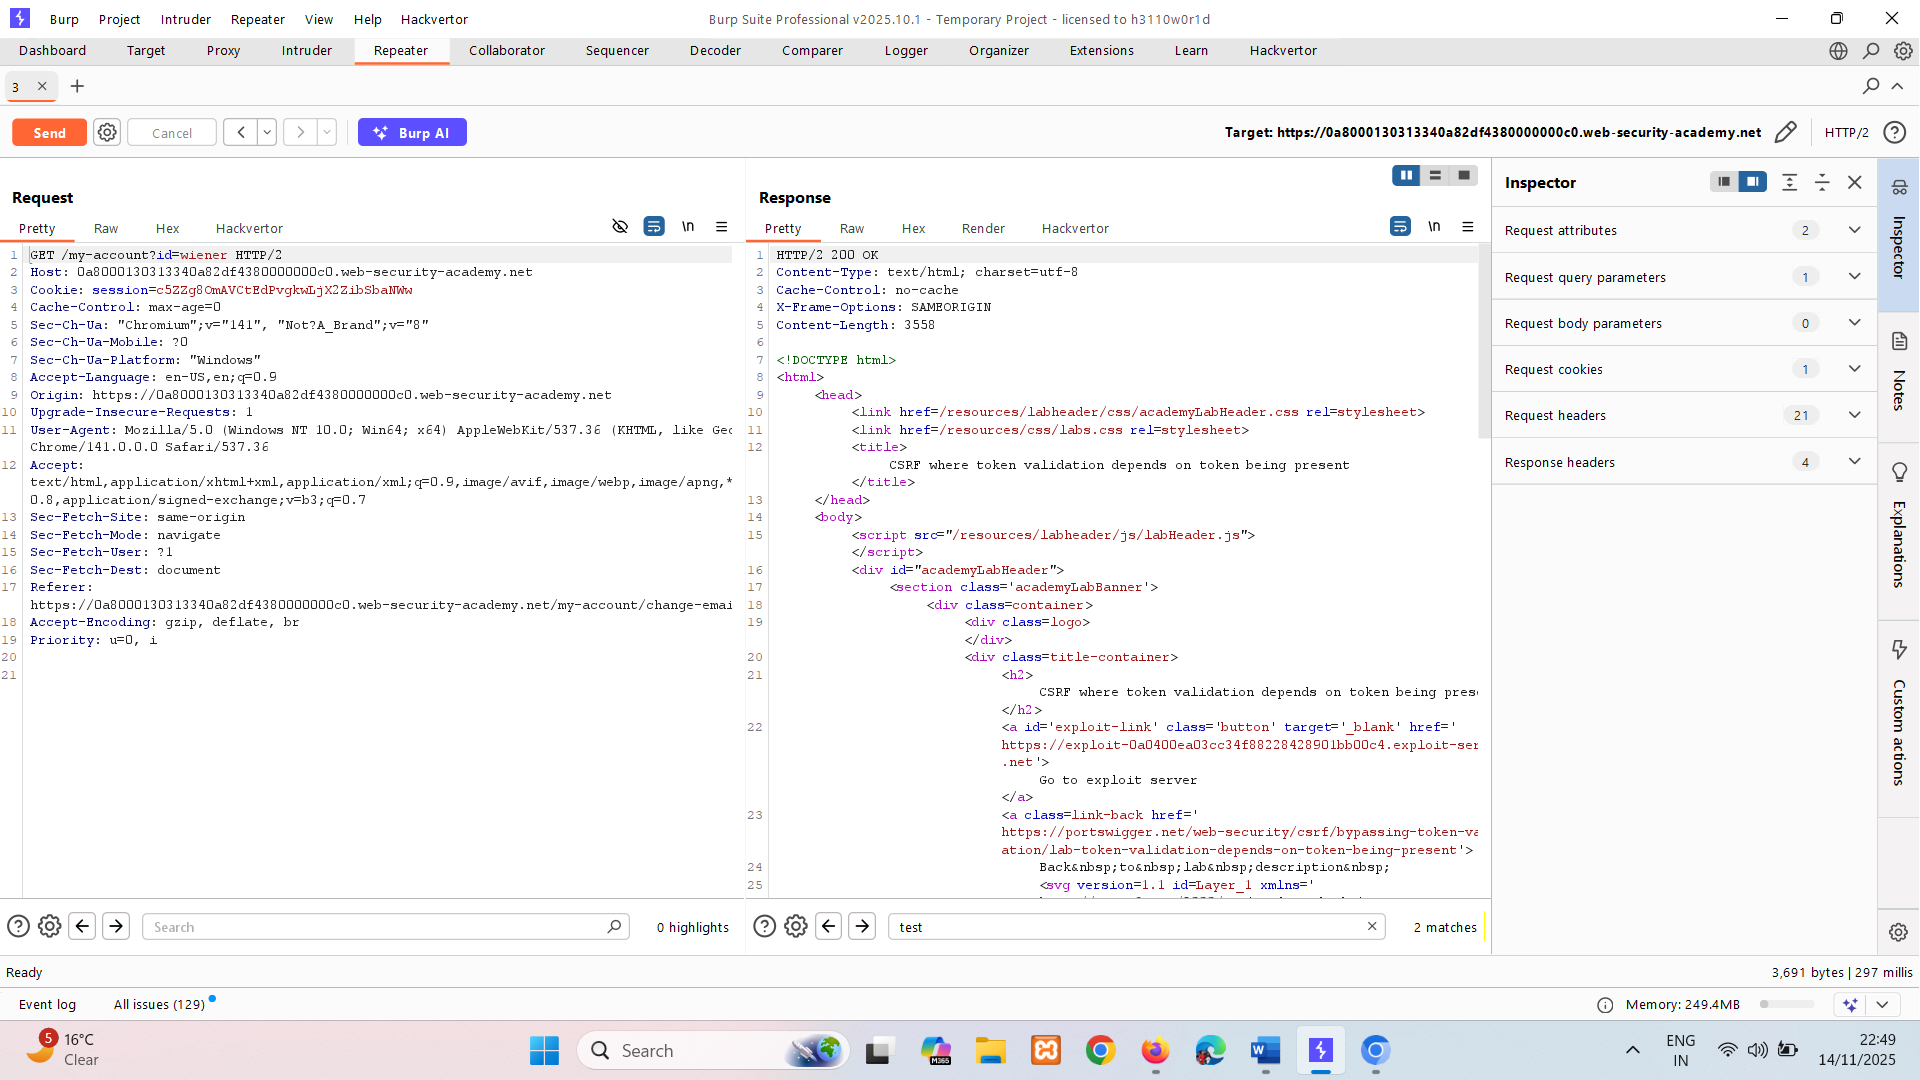 Burp Project Intruder Repeater View Help Hackvertor
Burp Suite Professional v2025.10.1 - Temporary Project - licensed to h3110w0r1d
Dashboard Target Proxy Intruder Repeater Collaborator Sequencer Decoder Comparer Logger Organizer Extensions Learn Hackvertor
3
Send Cancel Burp AI
Target: https://0a8000130313340a82df4380000000c0.web-security-academy.net HTTP/2
Request
Pretty Raw Hex Hackvertor
\n
1 GET /my-account?id=wiener HTTP/2
2 Host: 0a8000130313340a82df4380000000c0.web-security-academy.net
3 Cookie: session=c5ZZg8OmAVCtEdPvgkwLjX2ZibSbaNWw
4 Cache-Control: max-age=0
5 Sec-Ch-Ua: "Chromium";v="141", "Not?A_Brand";v="8"
6 Sec-Ch-Ua-Mobile: ?0
7 Sec-Ch-Ua-Platform: "Windows"
8 Accept-Language: en-US,en;q=0.9
9 Origin: https://0a8000130313340a82df4380000000c0.web-security-academy.net
10 Upgrade-Insecure-Requests: 1
11 User-Agent: Mozilla/5.0 (Windows NT 10.0; Win64; x64) AppleWebKit/537.36 (KHTML, like Gec
Chrome/141.0.0.0 Safari/537.36
12 Accept:
text/html,application/xhtml+xml,application/xml;q=0.9,image/avif,image/webp,image/apng,*
0.8,application/signed-exchange;v=b3;q=0.7
13 Sec-Fetch-Site: same-origin
14 Sec-Fetch-Mode: navigate
15 Sec-Fetch-User: ?1
16 Sec-Fetch-Dest: document
17 Referer:
https://0a8000130313340a82df4380000000c0.web-security-academy.net/my-account/change-emai
18 Accept-Encoding: gzip, deflate, br
19 Priority: u=0, i
20
21
Search
0 highlights
Response
Pretty Raw Hex Render Hackvertor
\n
1 HTTP/2 200 OK
2 Content-Type: text/html; charset=utf-8
3 Cache-Control: no-cache
4 X-Frame-Options: SAMEORIGIN
5 Content-Length: 3558
6
7 <!DOCTYPE html>
8 <html>
9 <head>
10 <link href=/resources/labheader/css/academyLabHeader.css rel=stylesheet>
11 <link href=/resources/css/labs.css rel=stylesheet>
12 <title>
CSRF where token validation depends on token being present
</title>
13 </head>
14 <body>
15 <script src="/resources/labheader/js/labHeader.js">
</script>
16 <div id="academyLabHeader">
17 <section class='academyLabBanner'>
18 <div class=container>
19 <div class=logo>
</div>
20 <div class=title-container>
21 <h2>
CSRF where token validation depends on token being pres
</h2>
22 <a id='exploit-link' class='button' target='_blank' href='
https://exploit-0a0400ea03cc34f88228428901bb00c4.exploit-ser
.net'>
Go to exploit server
</a>
23 <a class=link-back href='
https://portswigger.net/web-security/csrf/bypassing-token-va
ation/lab-token-validation-depends-on-token-being-present'>
24 Back&nbsp;to&nbsp;lab&nbsp;description&nbsp;
25 <svg version=1.1 id=Layer_1 xmlns='
test
2 matches
Inspector
Request attributes 2
Request query parameters 1
Request body parameters 0
Request cookies 1
Request headers 21
Response headers 4
Inspector
Notes
Explanations
Custom actions
Ready
3,691 bytes | 297 millis
Event log All issues (129)
Memory: 249.4MB
5
16°C
Clear
Search
M365
ENG
IN
22:49
14/11/2025